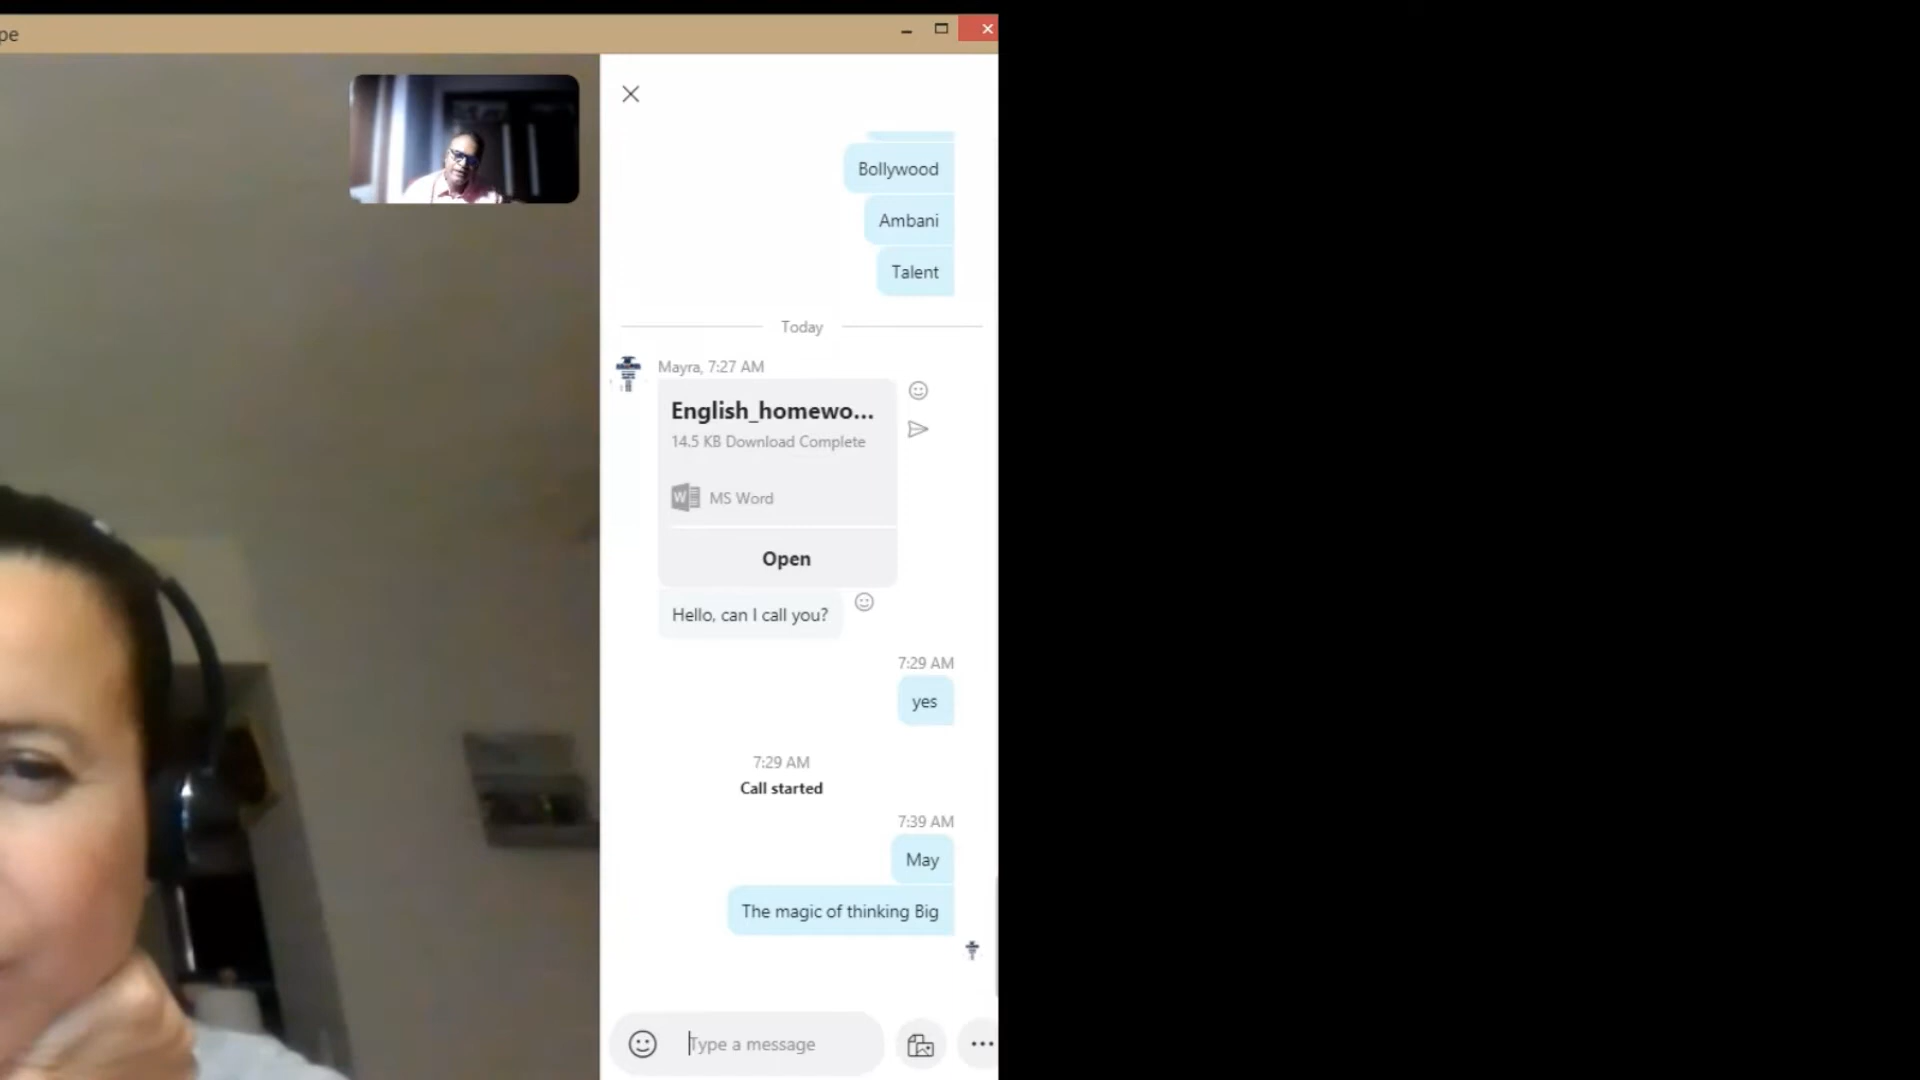 pe
Bollywood
Ambani
Talent
Today
Mayra, 7:27 AM
English_homewo...
14.5 KB Download Complete
MS Word
Open
Hello, can I call you?
7:29 AM
yes
7:29 AM
Call started
7:39 AM
May
The magic of thinking Big
Type a message